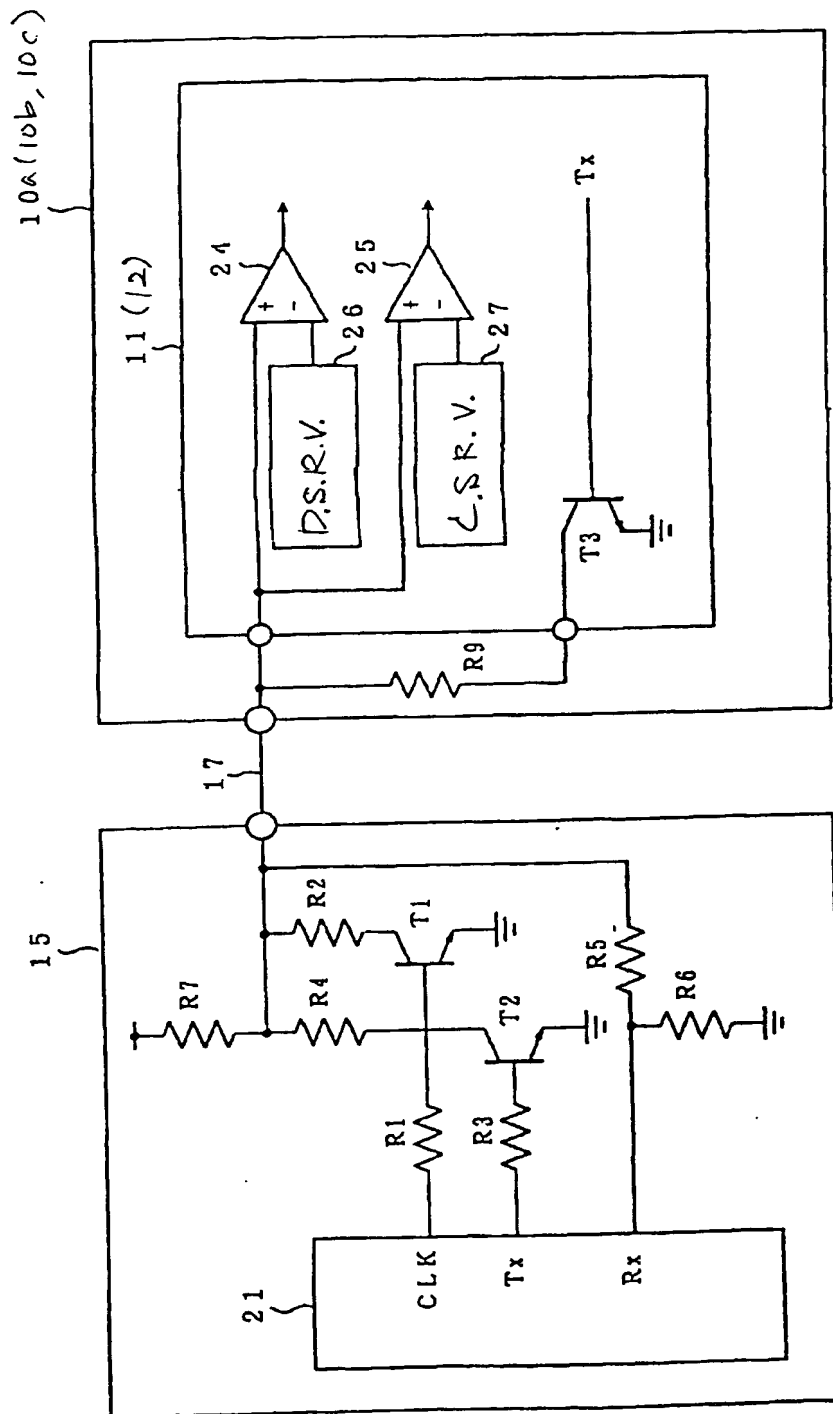 10a(10b, 10c)
11(12)
24
+
-
26
D.S.R.V.
25
+
-
27
L.S.R.V.
Tx
T3
R9
17
15
R7
R2
T1
R4
T2
R5
R6
R1
R3
CLK
Tx
Rx
21